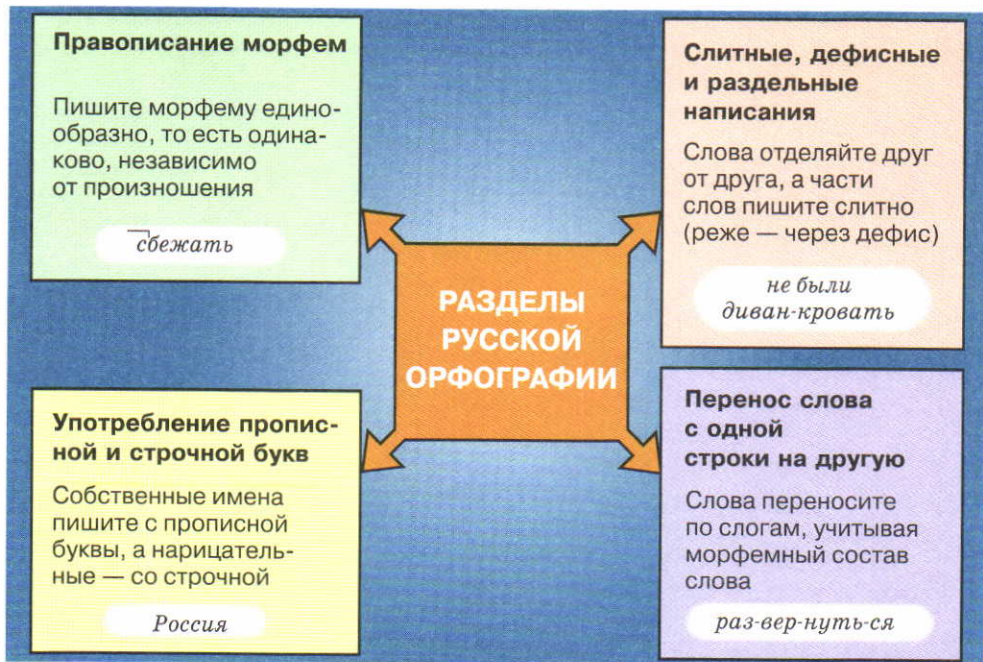 Правописание морфем
Пишите морфему едино-
образно, то есть одина-
ково, независимо
от произношения
сбежать
Слитные, дефисные
и раздельные
написания
Слова отделяйте друг
от друга, а части
слов пишите слитно
(реже — через дефис)
не были
диван-кровать
РАЗДЕЛЫ
РУССКОЙ
ОРФОГРАФИИ
Употребление пропис-
ной и строчной букв
Собственные имена
пишите с прописной
буквы, а нарицатель-
ные — со строчной
Россия
Перенос слова
с одной
строки на другую
Слова переносите
по слогам, учитывая
морфемный состав
слова
раз-вер-нуть-ся